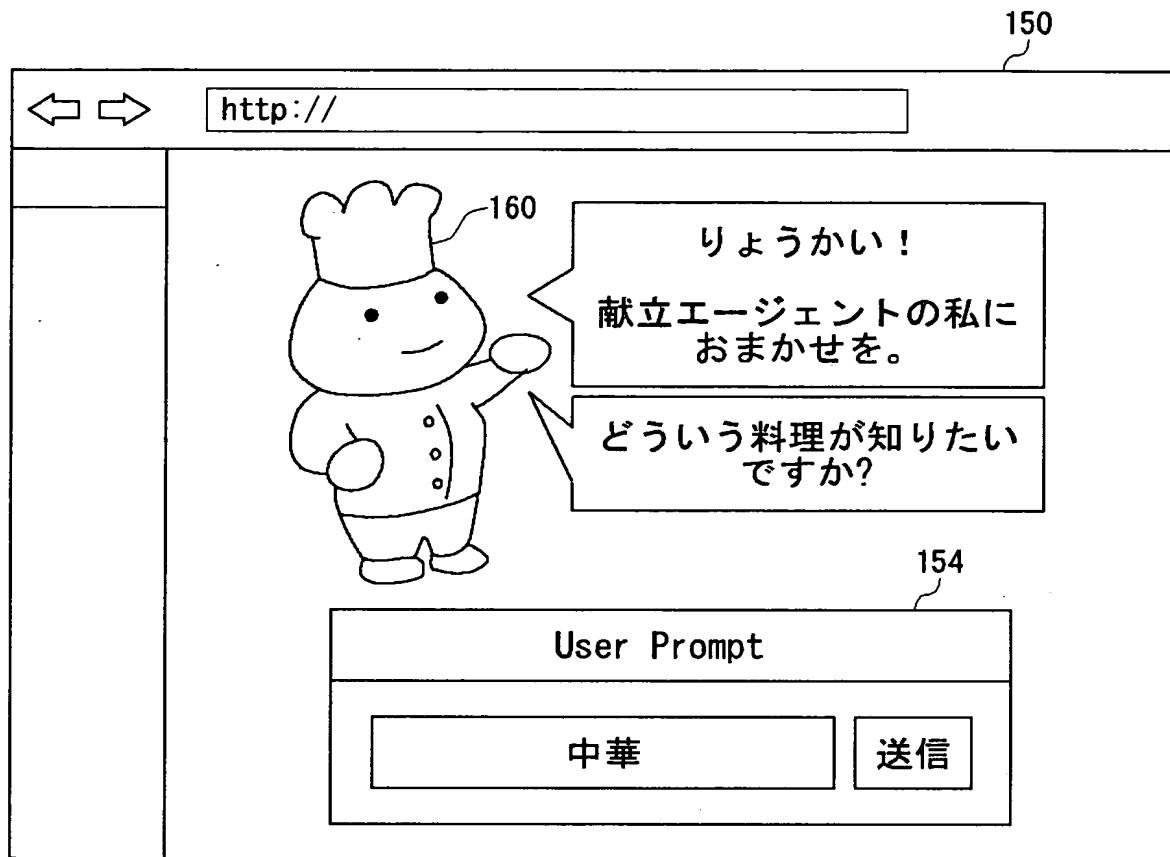 150
http://
160
りょうかい!
献立エージェントの私に
おまかせを。
どういう料理が知りたい
ですか?
154
User Prompt
中華
送信